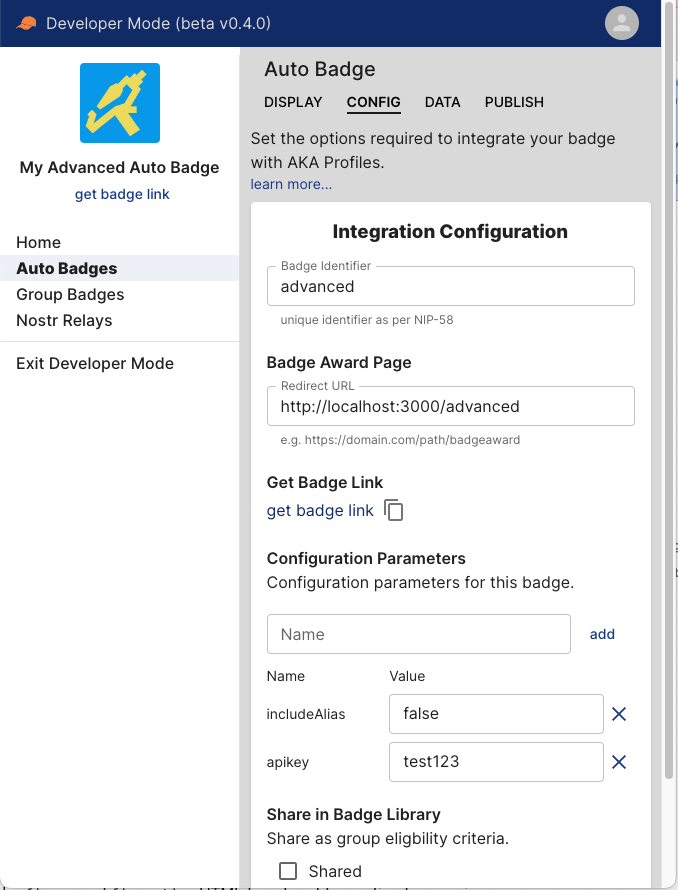 Developer Mode (beta v0.4.0)
My Advanced Auto Badge
get badge link
Home
Auto Badges
Group Badges
Nostr Relays
Exit Developer Mode
Auto Badge
DISPLAY CONFIG DATA PUBLISH
Set the options required to integrate your badge
with AKA Profiles.
learn more...
Integration Configuration
Badge Identifier
advanced
unique identifier as per NIP-58
Badge Award Page
Redirect URL
http://localhost:3000/advanced
e.g. https://domain.com/path/badgeaward
Get Badge Link
get badge link
Configuration Parameters
Configuration parameters for this badge.
Name add
Name Value
includeAlias false
apikey test123
Share in Badge Library
Share as group eligbility criteria.
Shared